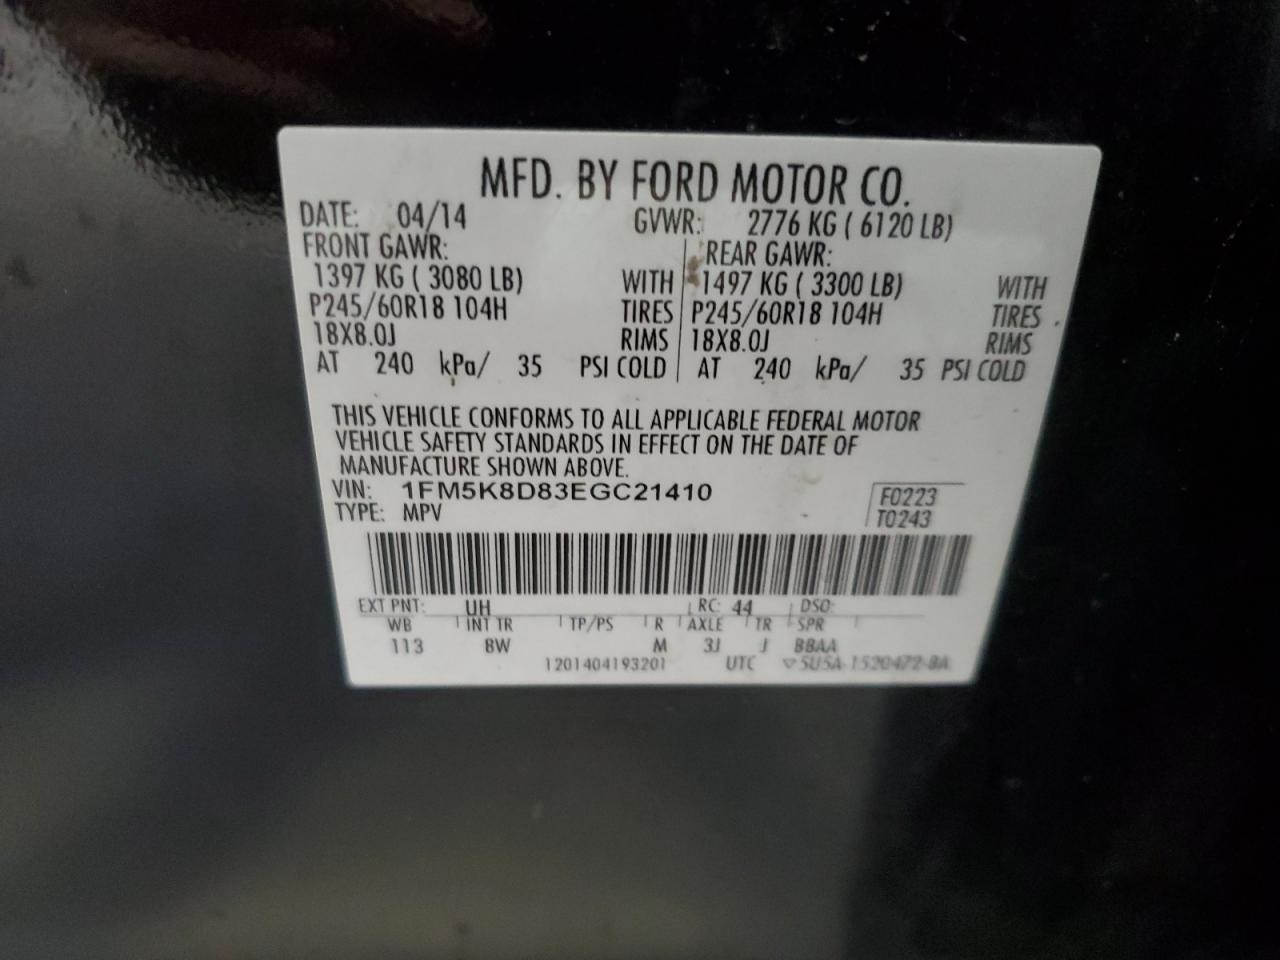 MFD. BY FORD MOTOR CO.
DATE: 04/14 GVWR: 2776 KG ( 6120 LB)
FRONT GAWR: REAR GAWR:
1397 KG ( 3080 LB) WITH 1497 KG ( 3300 LB) WITH
P245/60R18 104H TIRES P245/60R18 104H TIRES
18X8.0J RIMS 18X8.0J RIMS
AT 240 kPa/ 35 PSI COLD AT 240 kPa/ 35 PSI COLD
THIS VEHICLE CONFORMS TO ALL APPLICABLE FEDERAL MOTOR
VEHICLE SAFETY STANDARDS IN EFFECT ON THE DATE OF
MANUFACTURE SHOWN ABOVE.
VIN: 1FM5K8D83EGC21410 F0223
TYPE: MPV T0243
EXT PNT: UH RC: 44 DSO:
WB INT TR TP/PS R AXLE TR SPR
113 8W M 3J J BBAA
1201404193201 UTC ▽ 5U5A-1520472-BA